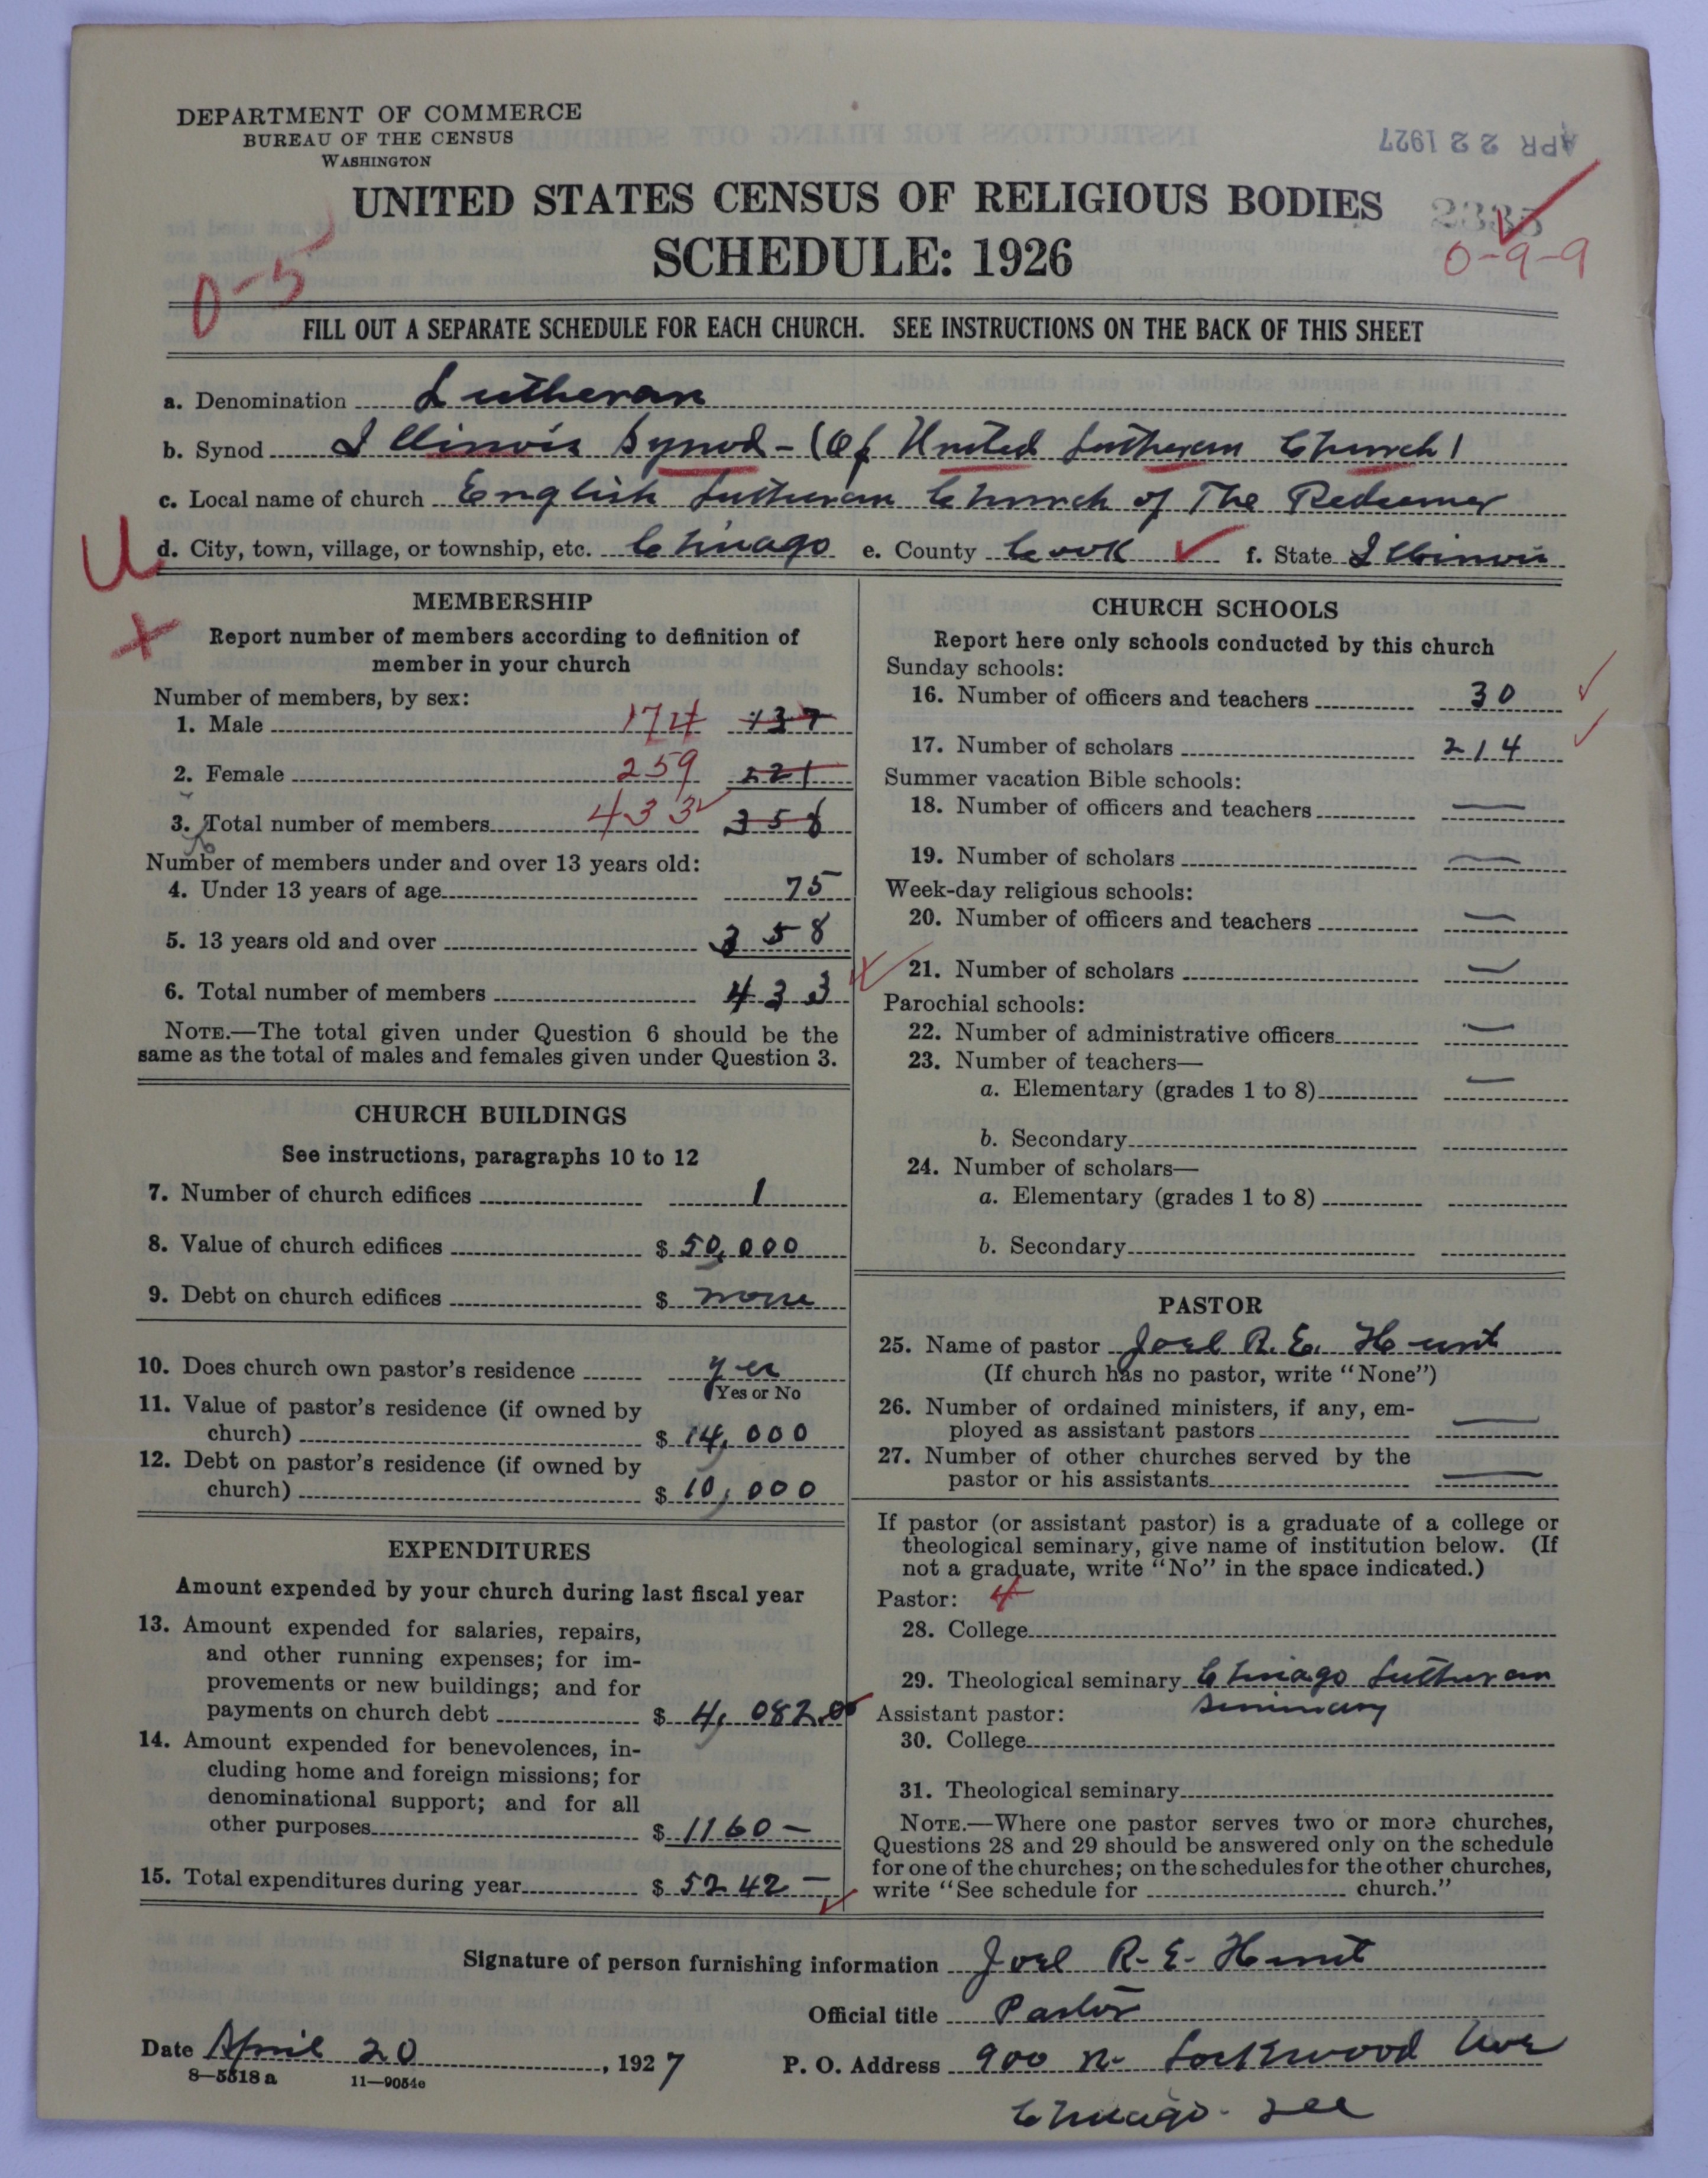 DEPARTMENT OF COMMERCE
BUREAU OF THE CENSUS
WASHINGTON
APR 22 1927
UNITED STATES CENSUS OF RELIGIOUS BODIES
2335
SCHEDULE: 1926
0-5
0-9-9
FILL OUT A SEPARATE SCHEDULE FOR EACH CHURCH. SEE INSTRUCTIONS ON THE BACK OF THIS SHEET
a. Denomination Lutheran
b. Synod Illinois Synod - (Of United Lutheran Church)
c. Local name of church English Lutheran Church of The Redeemer
U
d. City, town, village, or township, etc. Chicago e. County Cook f. State Illinois
MEMBERSHIP
Report number of members according to definition of
member in your church
Number of members, by sex:
1. Male 174 137
2. Female 259 221
3. Total number of members 433 358
Number of members under and over 13 years old:
4. Under 13 years of age 75
5. 13 years old and over 358
6. Total number of members 433
NOTE.—The total given under Question 6 should be the
same as the total of males and females given under Question 3.
CHURCH BUILDINGS
See instructions, paragraphs 10 to 12
7. Number of church edifices 1
8. Value of church edifices $ 50,000
9. Debt on church edifices $ none
10. Does church own pastor's residence yes
Yes or No
11. Value of pastor's residence (if owned by
church) $ 14,000
12. Debt on pastor's residence (if owned by
church) $ 10,000
EXPENDITURES
Amount expended by your church during last fiscal year
13. Amount expended for salaries, repairs,
and other running expenses; for im-
provements or new buildings; and for
payments on church debt $ 4,082.00
14. Amount expended for benevolences, in-
cluding home and foreign missions; for
denominational support; and for all
other purposes $ 1160 —
15. Total expenditures during year $ 5242 —
CHURCH SCHOOLS
Report here only schools conducted by this church
Sunday schools:
16. Number of officers and teachers 30
17. Number of scholars 214
Summer vacation Bible schools:
18. Number of officers and teachers —
19. Number of scholars —
Week-day religious schools:
20. Number of officers and teachers —
21. Number of scholars —
Parochial schools:
22. Number of administrative officers —
23. Number of teachers—
a. Elementary (grades 1 to 8) —
b. Secondary
24. Number of scholars—
a. Elementary (grades 1 to 8)
b. Secondary
PASTOR
25. Name of pastor Joel R. E. Hunt
(If church has no pastor, write "None")
26. Number of ordained ministers, if any, em-
ployed as assistant pastors —
27. Number of other churches served by the
pastor or his assistants —
If pastor (or assistant pastor) is a graduate of a college or
theological seminary, give name of institution below. (If
not a graduate, write "No" in the space indicated.)
Pastor: 4
28. College
29. Theological seminary Chicago Lutheran
Seminary
Assistant pastor:
30. College
31. Theological seminary
NOTE.—Where one pastor serves two or more churches,
Questions 28 and 29 should be answered only on the schedule
for one of the churches; on the schedules for the other churches,
write "See schedule for church."
Signature of person furnishing information Joel R. E. Hunt
Official title Pastor
Date April 20, 1927 P. O. Address 900 N. Lockwood Ave
8—5518 a 11—9054e
Chicago. Ill